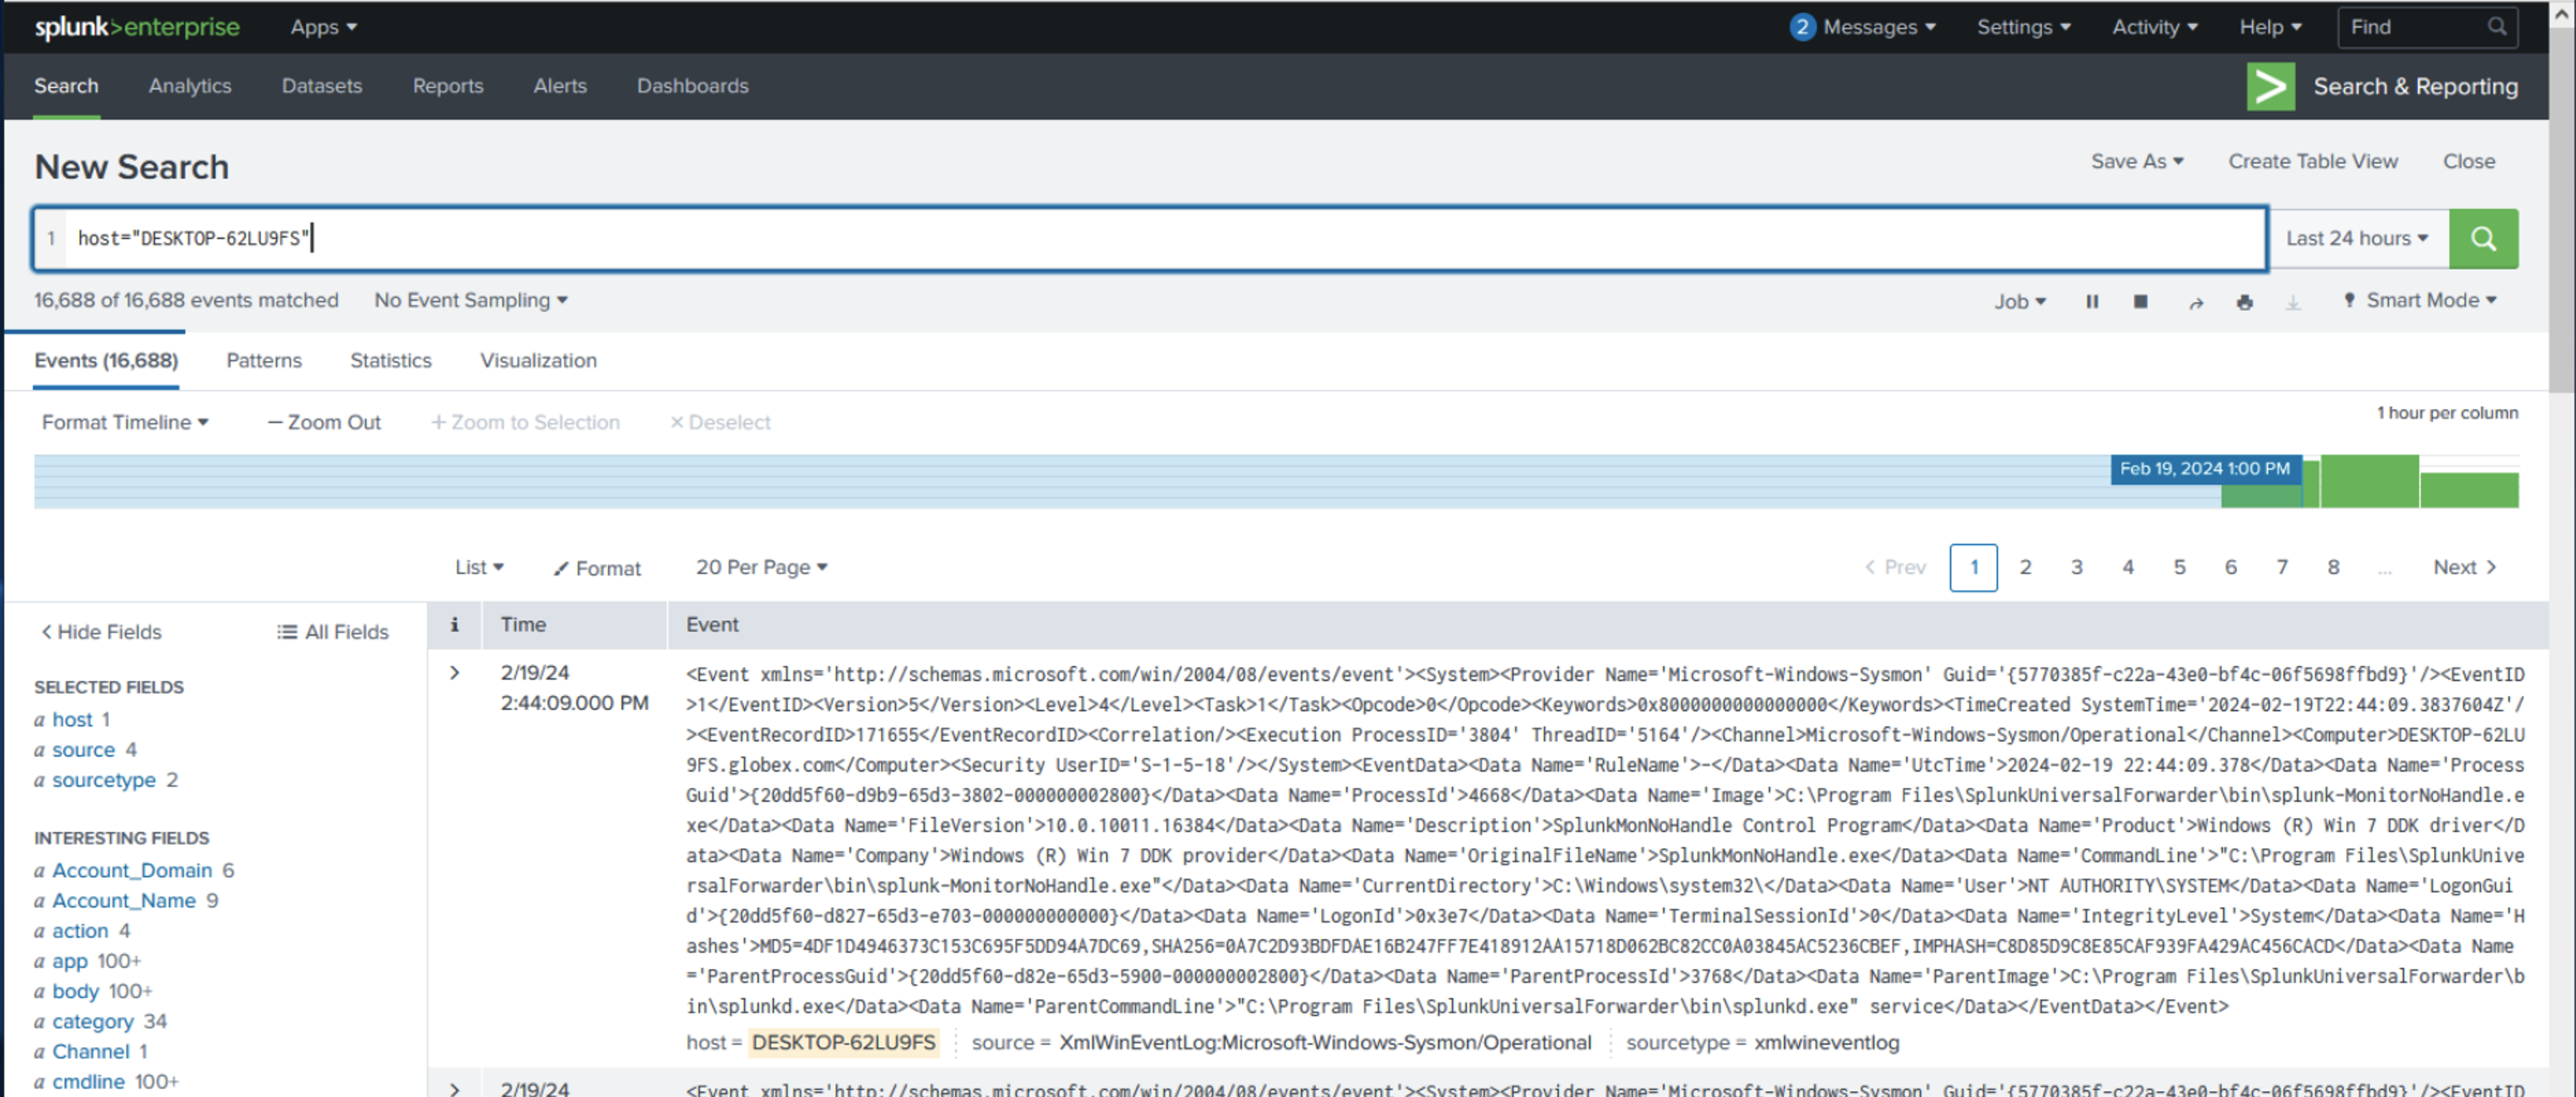 splunk>enterprise Apps 2 Messages Settings Activity Help Find
Search Analytics Datasets Reports Alerts Dashboards Search & Reporting
New Search Save As Create Table View Close
1 host="DESKTOP-62LU9FS" Last 24 hours
16,688 of 16,688 events matched No Event Sampling Job Smart Mode
Events (16,688) Patterns Statistics Visualization
Format Timeline — Zoom Out + Zoom to Selection × Deselect 1 hour per column
Feb 19, 2024 1:00 PM
List Format 20 Per Page < Prev 1 2 3 4 5 6 7 8 ... Next >
< Hide Fields All Fields
SELECTED FIELDS
a host 1
a source 4
a sourcetype 2
INTERESTING FIELDS
a Account_Domain 6
a Account_Name 9
a action 4
a app 100+
a body 100+
a category 34
a Channel 1
a cmdline 100+
i Time Event
> 2/19/24
2:44:09.000 PM
<Event xmlns='http://schemas.microsoft.com/win/2004/08/events/event'><System><Provider Name='Microsoft-Windows-Sysmon' Guid='{5770385f-c22a-43e0-bf4c-06f5698ffbd9}'/><EventID
>1</EventID><Version>5</Version><Level>4</Level><Task>1</Task><Opcode>0</Opcode><Keywords>0x8000000000000000</Keywords><TimeCreated SystemTime='2024-02-19T22:44:09.3837604Z'/
><EventRecordID>171655</EventRecordID><Correlation/><Execution ProcessID='3804' ThreadID='5164'/><Channel>Microsoft-Windows-Sysmon/Operational</Channel><Computer>DESKTOP-62LU
9FS.globex.com</Computer><Security UserID='S-1-5-18'/></System><EventData><Data Name='RuleName'>-</Data><Data Name='UtcTime'>2024-02-19 22:44:09.378</Data><Data Name='Process
Guid'>{20dd5f60-d9b9-65d3-3802-000000002800}</Data><Data Name='ProcessId'>4668</Data><Data Name='Image'>C:\Program Files\SplunkUniversalForwarder\bin\splunk-MonitorNoHandle.e
xe</Data><Data Name='FileVersion'>10.0.10011.16384</Data><Data Name='Description'>SplunkMonNoHandle Control Program</Data><Data Name='Product'>Windows (R) Win 7 DDK driver</D
ata><Data Name='Company'>Windows (R) Win 7 DDK provider</Data><Data Name='OriginalFileName'>SplunkMonNoHandle.exe</Data><Data Name='CommandLine'>"C:\Program Files\SplunkUnive
rsalForwarder\bin\splunk-MonitorNoHandle.exe"</Data><Data Name='CurrentDirectory'>C:\Windows\system32\</Data><Data Name='User'>NT AUTHORITY\SYSTEM</Data><Data Name='LogonGui
d'>{20dd5f60-d827-65d3-e703-000000000000}</Data><Data Name='LogonId'>0x3e7</Data><Data Name='TerminalSessionId'>0</Data><Data Name='IntegrityLevel'>System</Data><Data Name='H
ashes'>MD5=4DF1D4946373C153C695F5DD94A7DC69,SHA256=0A7C2D93BDFDAE16B247FF7E418912AA15718D062BC82CC0A03845AC5236CBEF,IMPHASH=C8D85D9C8E85CAF939FA429AC456CACD</Data><Data Name
='ParentProcessGuid'>{20dd5f60-d82e-65d3-5900-000000002800}</Data><Data Name='ParentProcessId'>3768</Data><Data Name='ParentImage'>C:\Program Files\SplunkUniversalForwarder\b
in\splunkd.exe</Data><Data Name='ParentCommandLine'>"C:\Program Files\SplunkUniversalForwarder\bin\splunkd.exe" service</Data></EventData></Event>
host = DESKTOP-62LU9FS source = XmlWinEventLog:Microsoft-Windows-Sysmon/Operational sourcetype = xmlwineventlog
> 2/19/24 <Event xmlns='http://schemas.microsoft.com/win/2004/08/events/event'><System><Provider Name='Microsoft-Windows-Sysmon' Guid='{5770385f-c22a-43e0-bf4c-06f5698ffbd9}'/><EventID